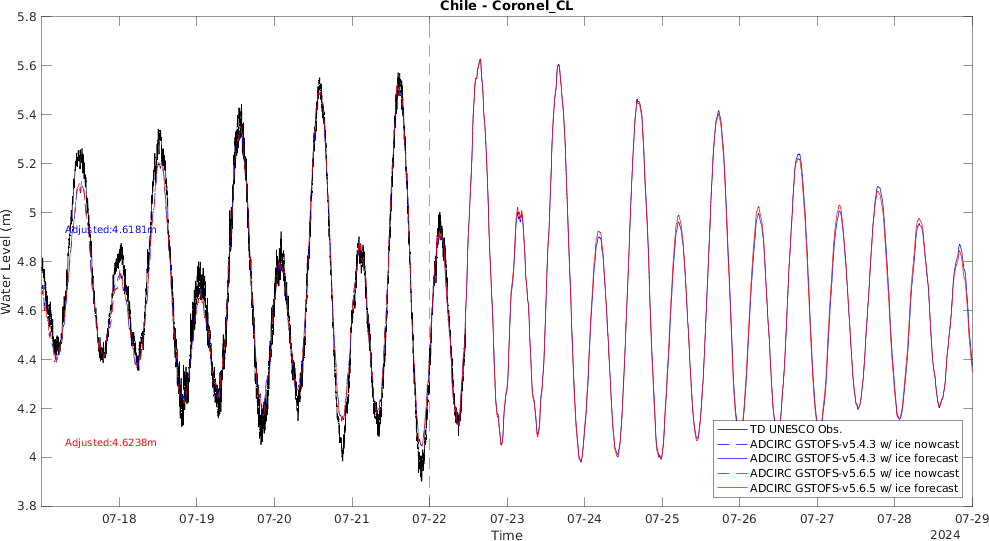 Chile - Coronel_CL
5.8
5.6
5.4
5.2
5
4.8
4.6
4.4
4.2
4
3.8
Water Level (m)
Adjusted:4.6181m
Adjusted:4.6238m
TD UNESCO Obs.
ADCIRC GSTOFS-v5.4.3 w/ ice nowcast
ADCIRC GSTOFS-v5.4.3 w/ ice forecast
ADCIRC GSTOFS-v5.6.5 w/ ice nowcast
ADCIRC GSTOFS-v5.6.5 w/ ice forecast
07-18 07-19 07-20 07-21 07-22 07-23 07-24 07-25 07-26 07-27 07-28 07-29
Time
2024